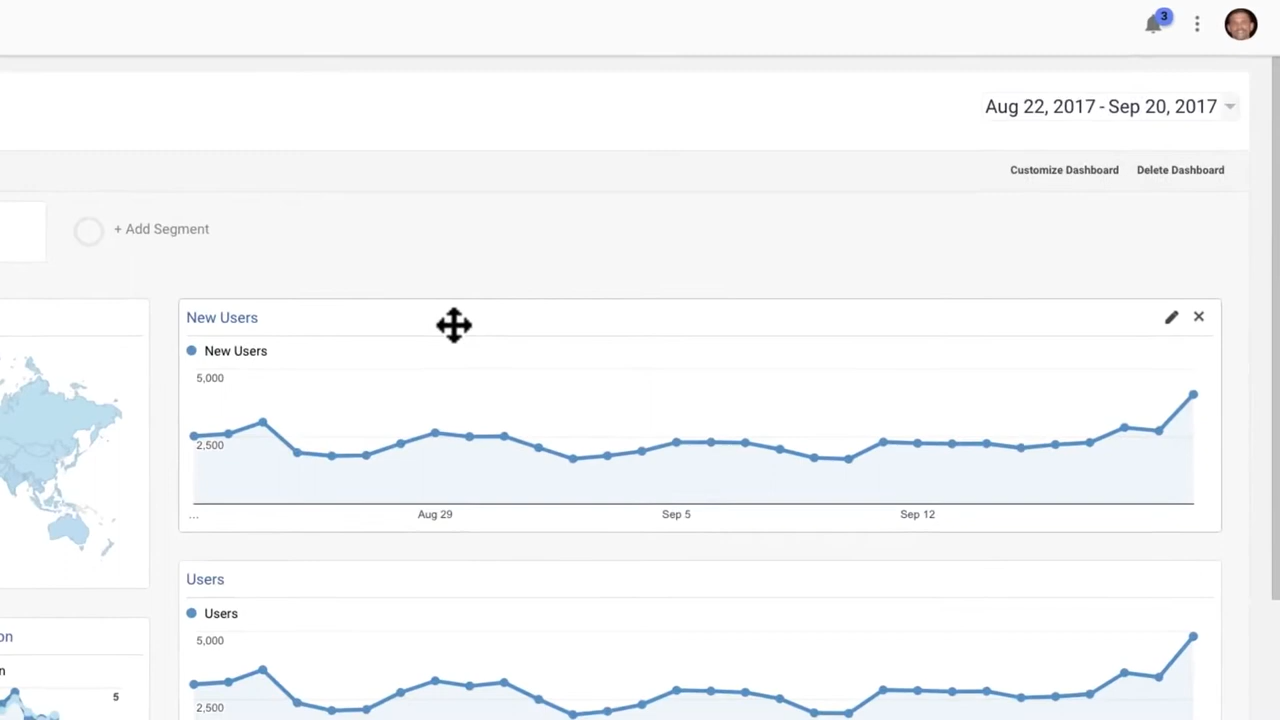 3
Aug 22, 2017 - Sep 20, 2017
Customize Dashboard Delete Dashboard
+ Add Segment
New Users
New Users
5,000
2,500
... Aug 29 Sep 5 Sep 12
Users
Users
5,000
2,500
on
n
5